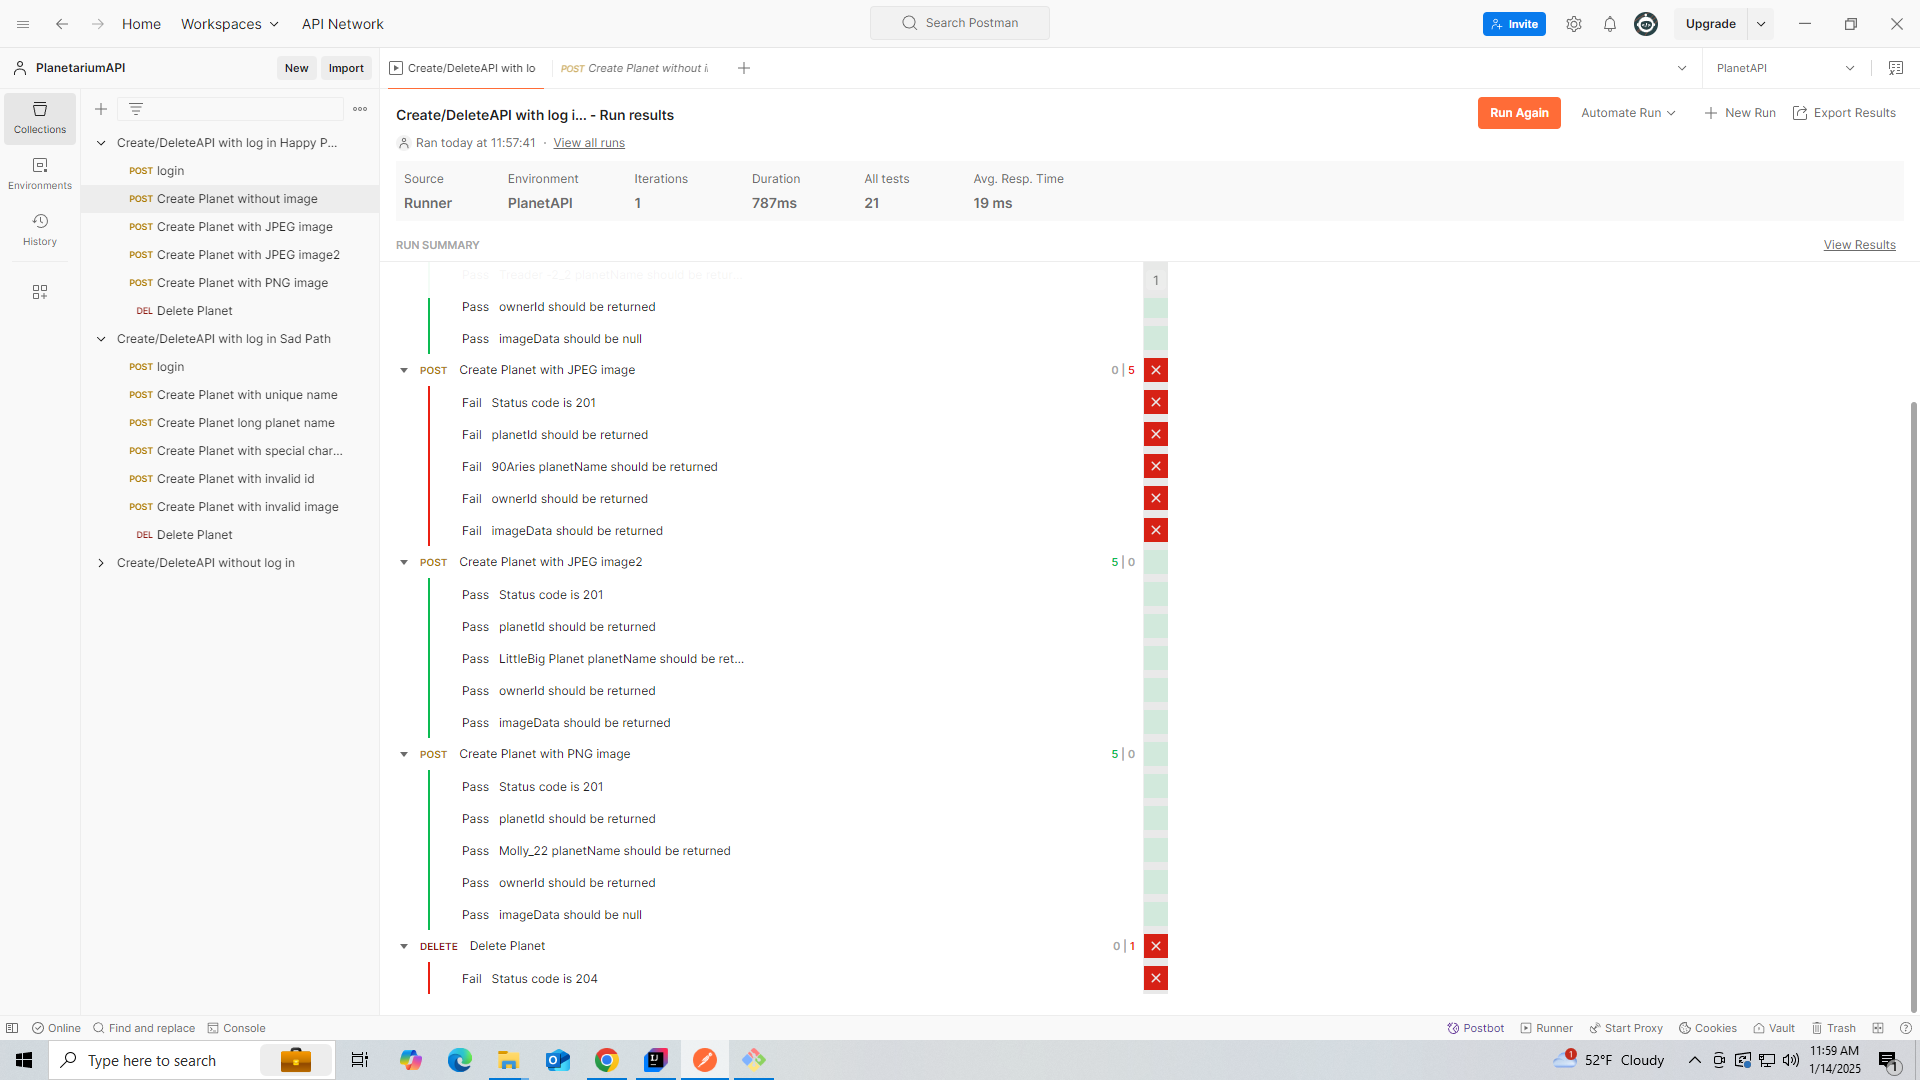 Home
Workspaces
API Network
Search Postman
Invite
Upgrade
PlanetariumAPI
New
Import
Create/DeleteAPI with lo
POST Create Planet without i
PlanetAPI
Collections
Environments
History
Create/DeleteAPI with log in Happy P...
POST login
POST Create Planet without image
POST Create Planet with JPEG image
POST Create Planet with JPEG image2
POST Create Planet with PNG image
DEL Delete Planet
Create/DeleteAPI with log in Sad Path
POST login
POST Create Planet with unique name
POST Create Planet long planet name
POST Create Planet with special char...
POST Create Planet with invalid id
POST Create Planet with invalid image
DEL Delete Planet
Create/DeleteAPI without log in
Create/DeleteAPI with log i... - Run results
Run Again
Automate Run
New Run
Export Results
Ran today at 11:57:41 · View all runs
Source Environment Iterations Duration All tests Avg. Resp. Time
Runner PlanetAPI 1 787ms 21 19 ms
RUN SUMMARY
View Results
1
Pass Treader-2_2 planetName should be retur...
Pass ownerId should be returned
Pass imageData should be null
POST Create Planet with JPEG image 0 | 5
Fail Status code is 201
Fail planetId should be returned
Fail 90Aries planetName should be returned
Fail ownerId should be returned
Fail imageData should be returned
POST Create Planet with JPEG image2 5 | 0
Pass Status code is 201
Pass planetId should be returned
Pass LittleBig Planet planetName should be ret...
Pass ownerId should be returned
Pass imageData should be returned
POST Create Planet with PNG image 5 | 0
Pass Status code is 201
Pass planetId should be returned
Pass Molly_22 planetName should be returned
Pass ownerId should be returned
Pass imageData should be null
DELETE Delete Planet 0 | 1
Fail Status code is 204
Online
Find and replace
Console
Postbot
Runner
Start Proxy
Cookies
Vault
Trash
Type here to search
1
52°F Cloudy
11:59 AM
1/14/2025
1